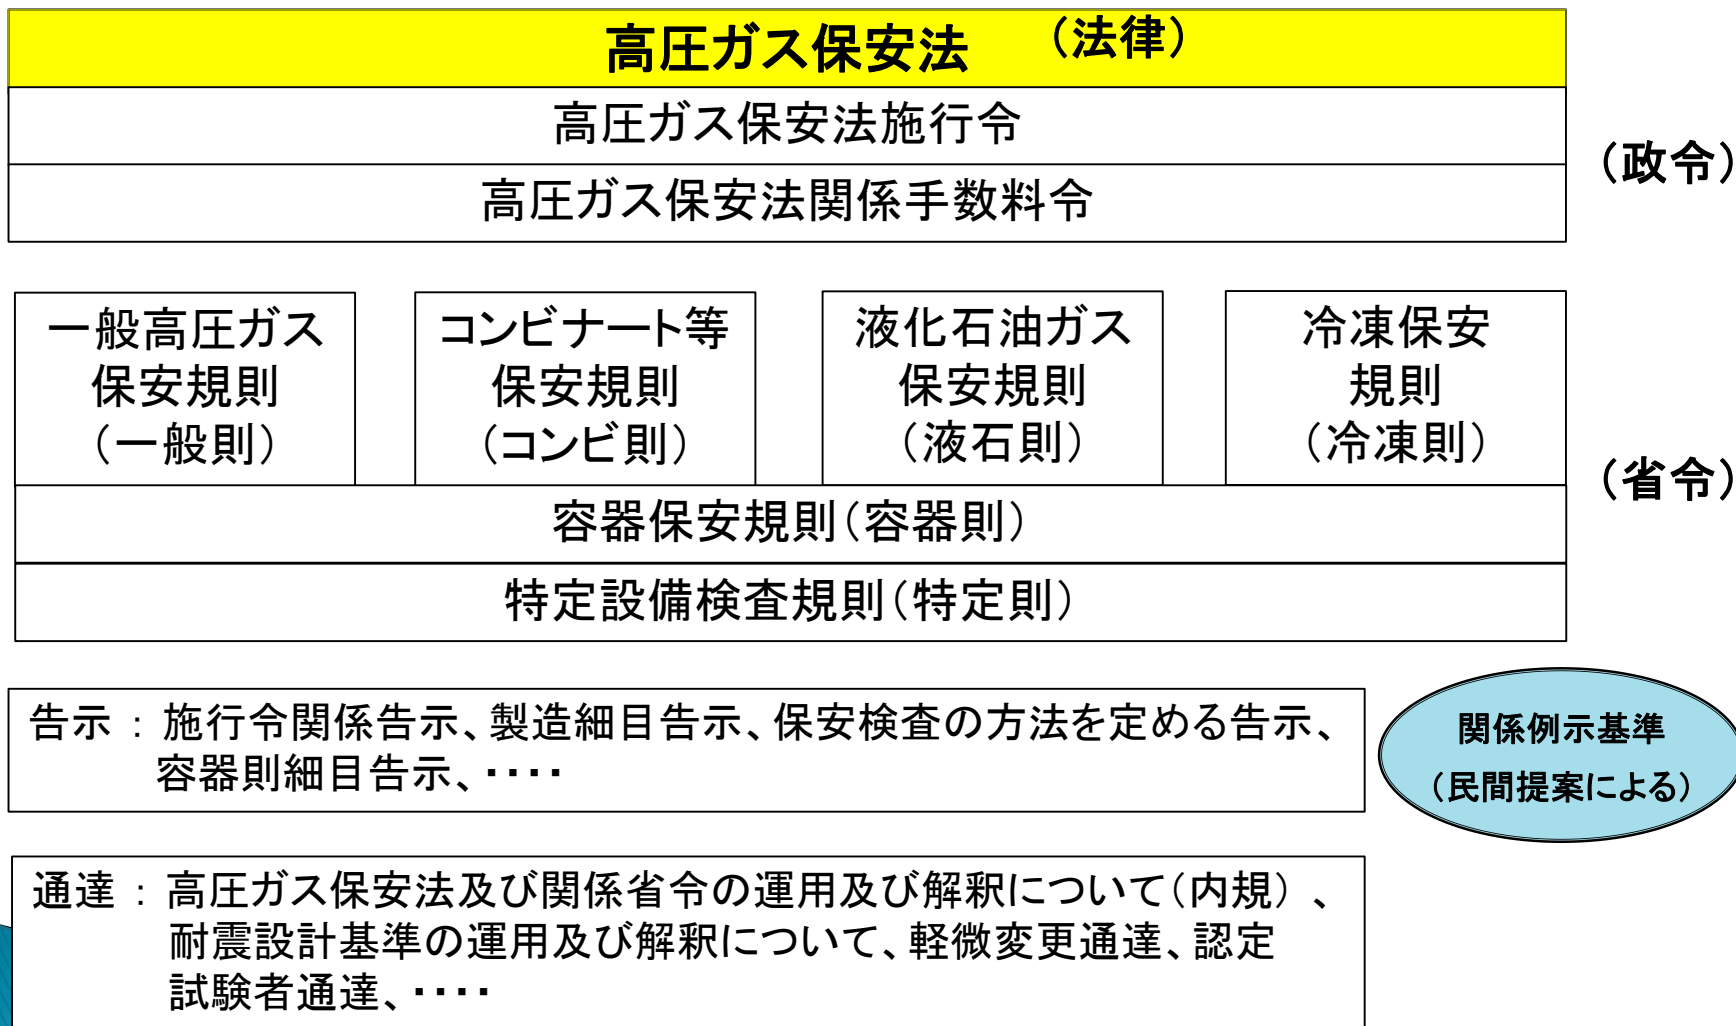 高圧ガス保安法 （法律）
高圧ガス保安法施行令
高圧ガス保安法関係手数料令
（政令）
一般高圧ガス
保安規則
（一般則）
コンビナート等
保安規則
（コンビ則）
液化石油ガス
保安規則
（液石則）
冷凍保安
規則
（冷凍則）
容器保安規則（容器則）
特定設備検査規則（特定則）
（省令）
告示 ： 施行令関係告示、製造細目告示、保安検査の方法を定める告示、
容器則細目告示、・・・・
関係例示基準
（民間提案による）
通達 ： 高圧ガス保安法及び関係省令の運用及び解釈について（内規）、
耐震設計基準の運用及び解釈について、軽微変更通達、認定
試験者通達、・・・・